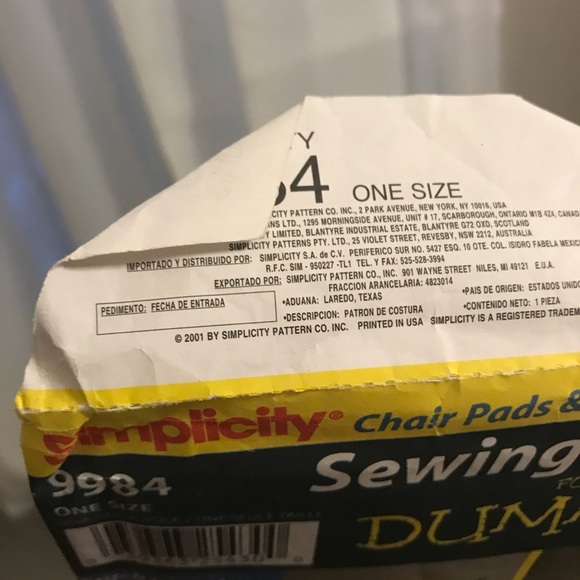 Y
4 ONE SIZE
CITY PATTERN CO. INC., 2 PARK AVENUE, NEW YORK, NY 10016, USA
NS LTD., 1295 MORNINGSIDE AVENUE, UNIT # 17, SCARBOROUGH, ONTARIO M1B 4Z4, CANADA
Y LIMITED, BLANTYRE INDUSTRIAL ESTATE, BLANTYRE G72 0XD, SCOTLAND
SIMPLICITY PATTERNS PTY. LTD., 25 VIOLET STREET, REVESBY, NSW 2212, AUSTRALIA
IMPORTADO Y DISTRIBUIDO POR: SIMPLICITY S.A. de C.V. PERIFERICO SUR NO. 5427 ESQ. 10 OTE. COL. ISIDRO FABELA MEXIC
R.F.C. SIM - 950227 -TL1 TEL Y FAX: 525-528-3994
EXPORTADO POR: SIMPLICITY PATTERN CO., INC. 901 WAYNE STREET NILES, MI 49121 E.U.A.
FRACCION ARANCELARIA: 4823014
PEDIMENTO: FECHA DE ENTRADA
•ADUANA: LAREDO, TEXAS •PAIS DE ORIGEN: ESTADOS UNIDO
•DESCRIPCION: PATRON DE COSTURA •CONTENIDO NETO: 1 PIEZA
© 2001 BY SIMPLICITY PATTERN CO. INC. PRINTED IN USA SIMPLICITY IS A REGISTERED TRADEM
Simplicity® Chair Pads &
9984 Sewing
ONE SIZE
DUM